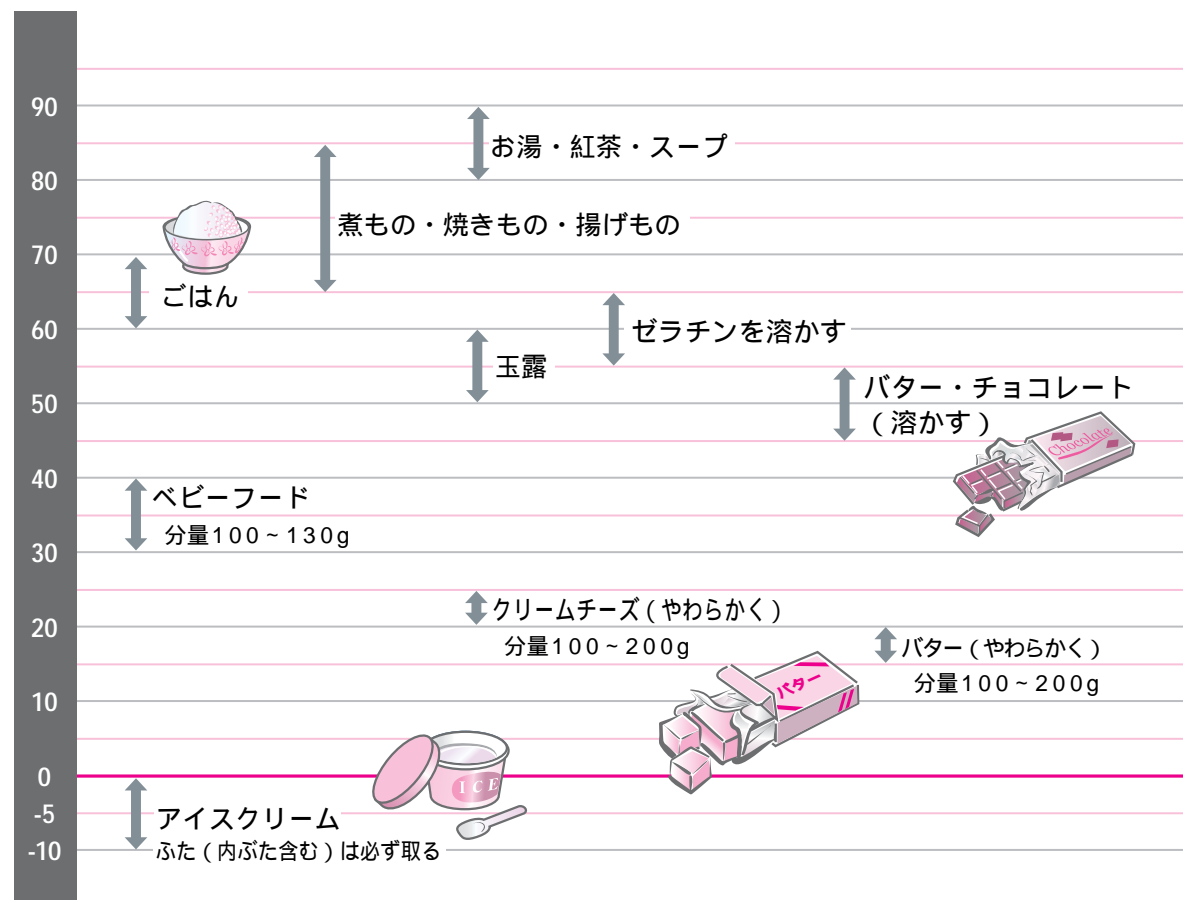 90
お湯・紅茶・スープ
80
煮もの・焼きもの・揚げもの
70
ごはん
60
ゼラチンを溶かす
玉露
50
バター・チョコレート
(溶かす)
Chocolate
40
ベビーフード
分量100~130g
30
クリームチーズ(やわらかく)
20
分量100~200g
バター(やわらかく)
分量100~200g
バター
10
0
ICE
-5
アイスクリーム
-10
ふた(内ぶた含む)は必ず取る